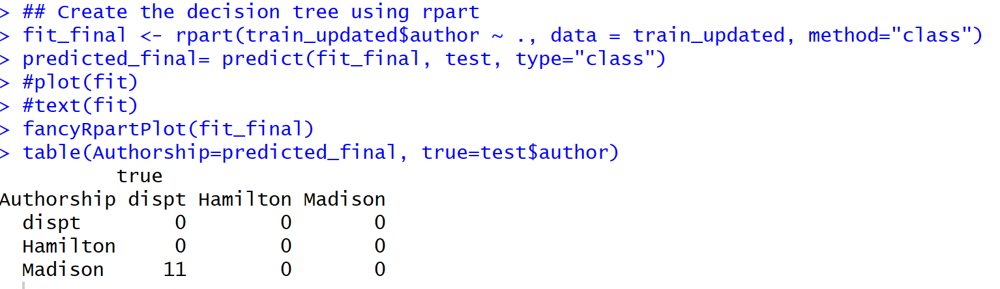 > ## Create the decision tree using rpart
> fit_final <- rpart(train_updated$author ~ ., data = train_updated, method="class")
> predicted_final= predict(fit_final, test, type="class")
> #plot(fit)
> #text(fit)
> fancyRpartPlot(fit_final)
> table(Authorship=predicted_final, true=test$author)
          true
Authorship dispt Hamilton Madison
  dispt        0        0       0
  Hamilton     0        0       0
  Madison     11        0       0